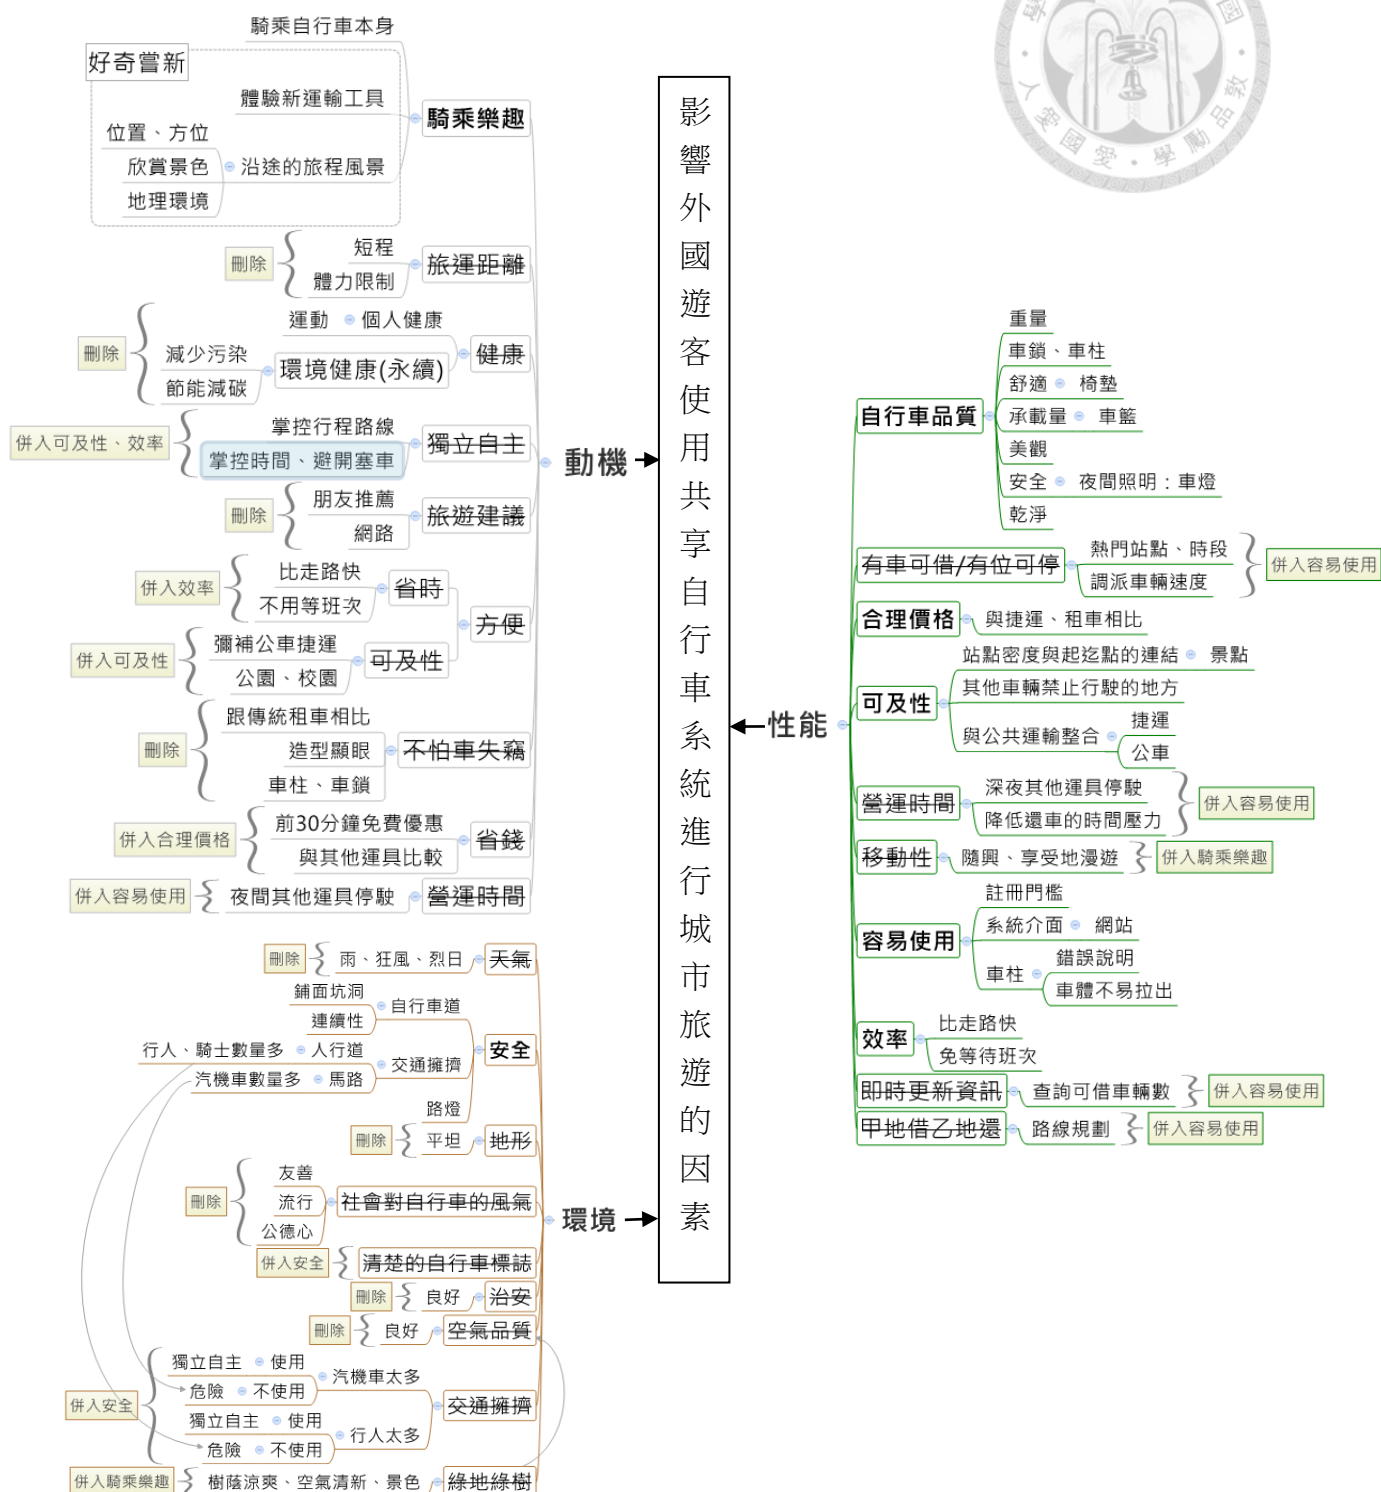 騎乘自行車本身
好奇嘗新
體驗新運輸工具
騎乘樂趣
位置、方位
欣賞景色
沿途的旅程風景
地理環境
短程
刪除
旅運距離
體力限制
運動
個人健康
刪除
減少污染
健康
環境健康(永續)
節能減碳
掌控行程路線
併入可及性、效率
獨立自主
掌控時間、避開塞車
動機
朋友推薦
刪除
旅遊建議
網路
比走路快
併入效率
省時
不用等班次
方便
彌補公車捷運
併入可及性
可及性
公園、校園
跟傳統租車相比
刪除
造型顯眼
不怕車失竊
車柱、車鎖
前30分鐘免費優惠
併入合理價格
省錢
與其他運具比較
併入容易使用
夜間其他運具停駛
營運時間
刪除
雨、狂風、烈日
天氣
鋪面坑洞
自行車道
連續性
行人、騎士數量多
人行道
安全
交通擁擠
汽機車數量多
馬路
路燈
刪除
平坦
地形
友善
刪除
流行
社會對自行車的風氣
公德心
環境
併入安全
清楚的自行車標誌
刪除
良好
治安
刪除
良好
空氣品質
獨立自主
使用
汽機車太多
危險
不使用
併入安全
交通擁擠
獨立自主
使用
行人太多
危險
不使用
併入騎乘樂趣
樹蔭涼爽、空氣清新、景色
綠地綠樹
影響外國遊客使用共享自行車系統進行城市旅遊的因素
學
國
人愛國愛・學勵品敦
重量
車鎖、車柱
舒適
椅墊
自行車品質
承載量
車籃
美觀
安全
夜間照明:車燈
乾淨
熱門站點、時段
有車可借/有位可停
併入容易使用
調派車輛速度
合理價格
與捷運、租車相比
站點密度與起迄點的連結
景點
可及性
其他車輛禁止行駛的地方
性能
與公共運輸整合
捷運
公車
深夜其他運具停駛
營運時間
併入容易使用
降低還車的時間壓力
移動性
隨興、享受地漫遊
併入騎乘樂趣
註冊門檻
系統介面
網站
容易使用
錯誤說明
車柱
車體不易拉出
比走路快
效率
免等待班次
即時更新資訊
查詢可借車輛數
併入容易使用
甲地借乙地還
路線規劃
併入容易使用